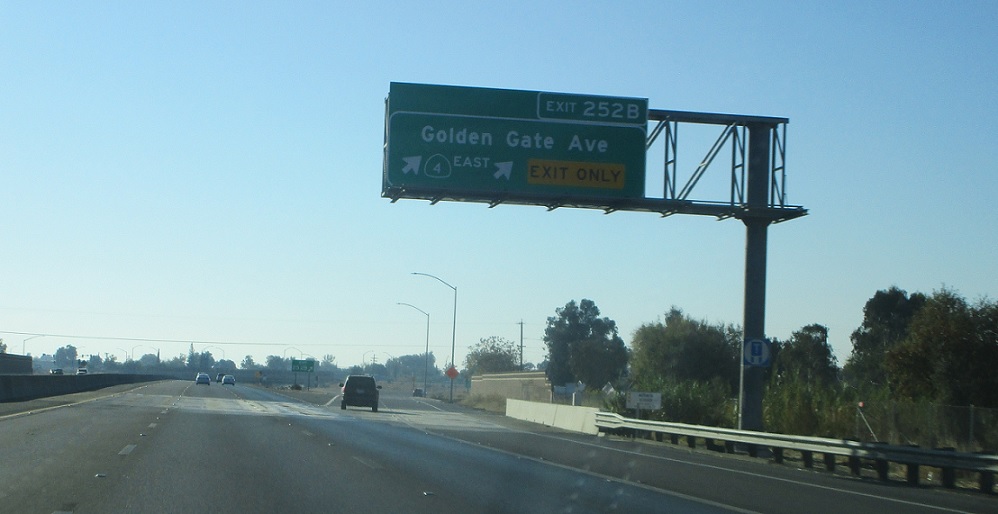 EXIT 252B
Golden Gate Ave
4 EAST
EXIT ONLY